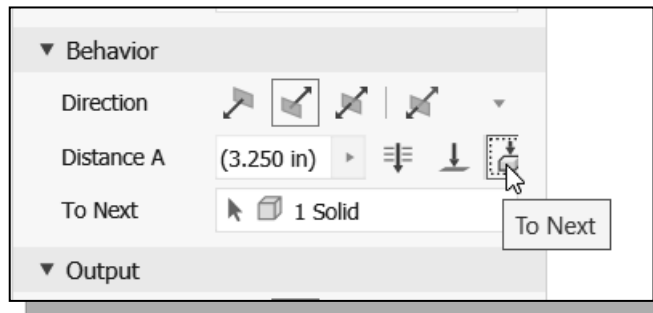 Behavior
Direction
Distance A (3.250 in)
To Next 1 Solid
To Next
Output